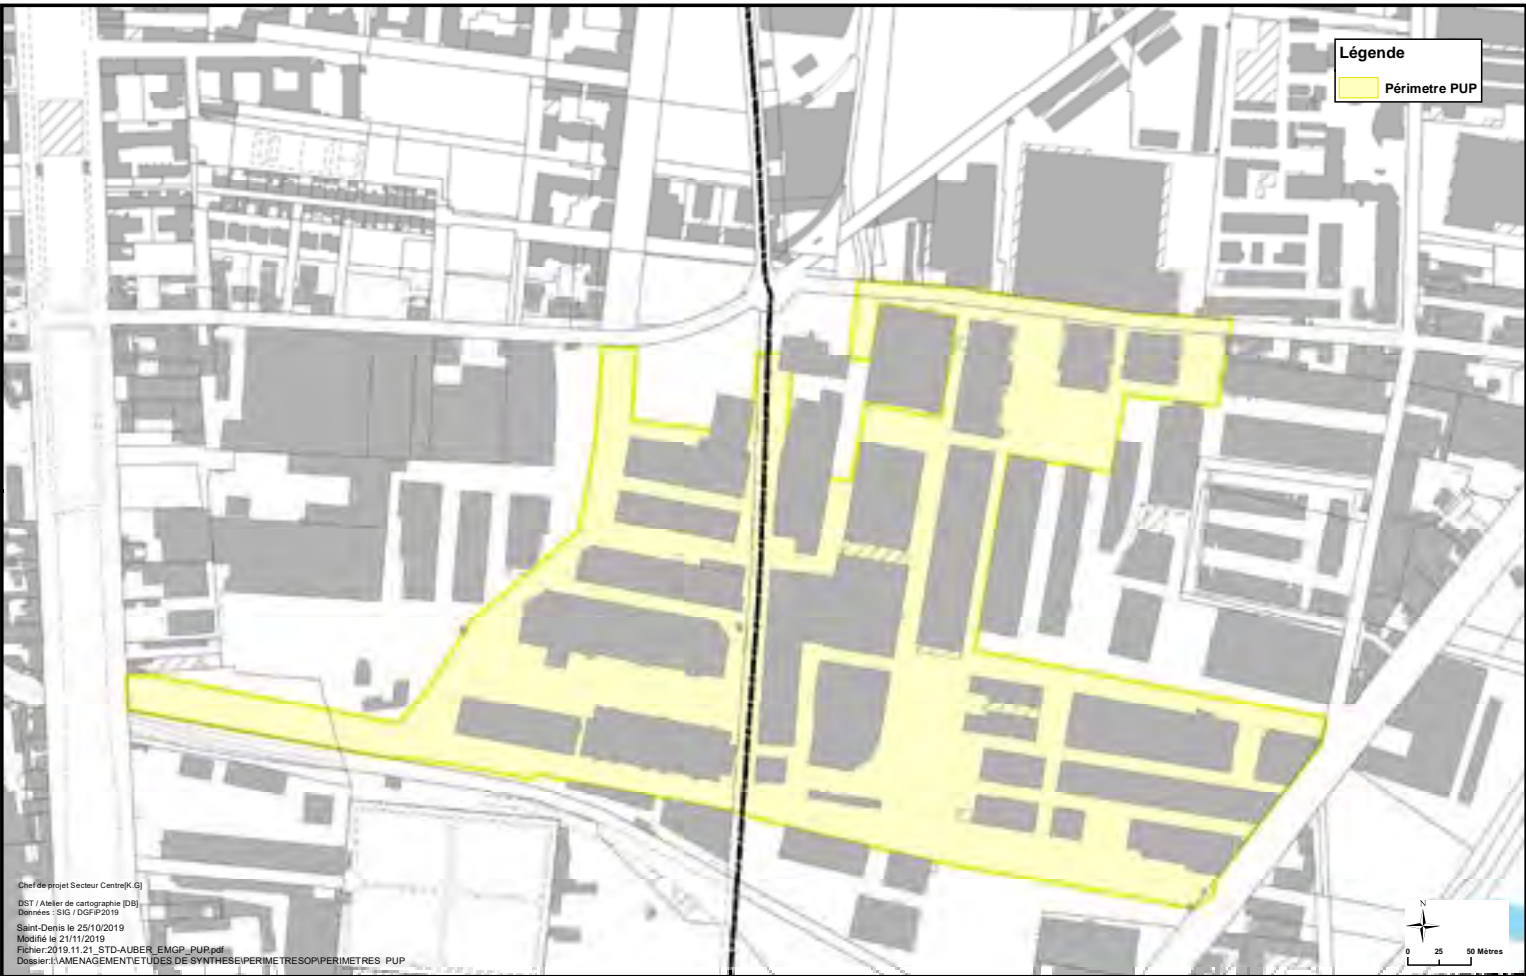 Légende
Périmetre PUP
Chef de projet Secteur Centre[K.G]
DST / Atelier de cartographie [DB]
Données : SIG / DGFiP2019
Saint-Denis le 25/10/2019
Modifié le 21/11/2019
Fichier:2019.11.21_STD-AUBER_EMGP_PUP.pdf
Dossier:I:\AMENAGEMENT\ETUDES DE SYNTHESE\PERIMETRESOP\PERIMETRES_PUP
N
0 25 50 Mètres